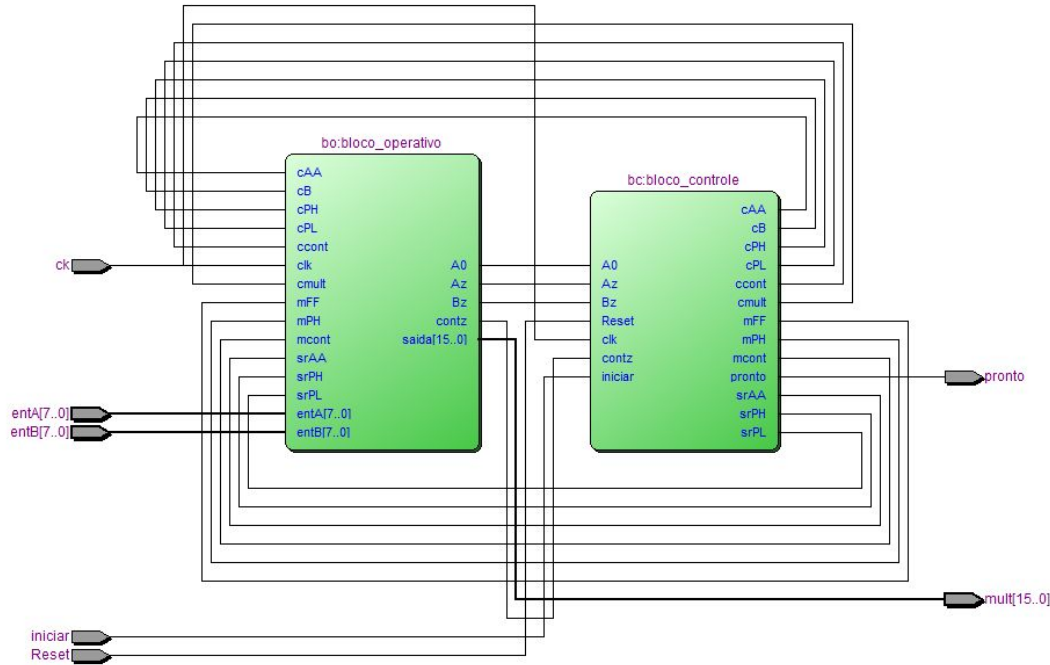 bo:bloco_operativo
cAA
cB
cPH
cPL
ccont
clk
cmult
mFF
mPH
mcont
srAA
srPH
srPL
entA[7..0]
entB[7..0]
A0
Az
Bz
contz
saida[15..0]
bc:bloco_controle
A0
Az
Bz
Reset
clk
contz
iniciar
cAA
cB
cPH
cPL
ccont
cmult
mFF
mPH
mcont
pronto
srAA
srPH
srPL
ck
entA[7..0]
entB[7..0]
iniciar
Reset
pronto
mult[15..0]